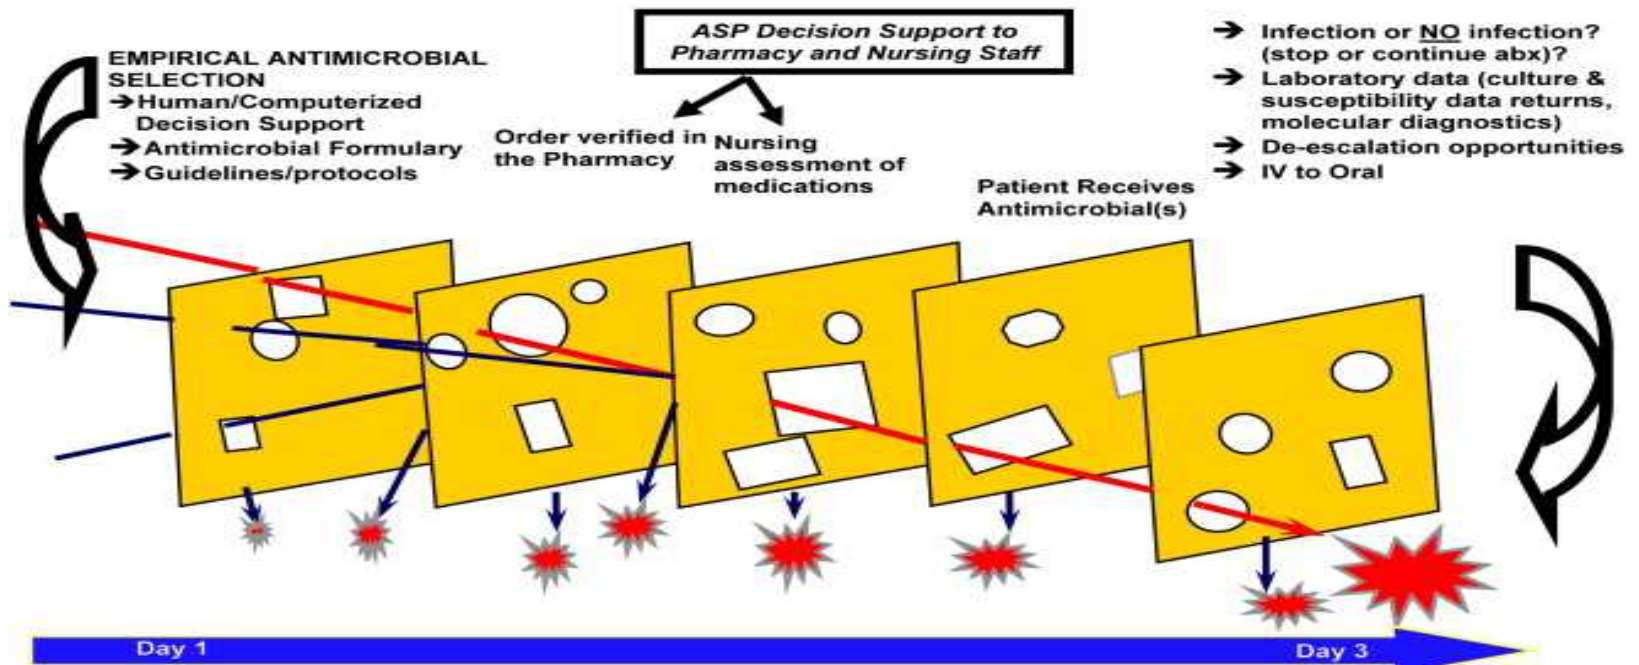 EMPIRICAL ANTIMICROBIAL
SELECTION
→Human/Computerized
Decision Support
→Antimicrobial Formulary
→Guidelines/protocols
ASP Decision Support to
Pharmacy and Nursing Staff
Order verified in
the Pharmacy
Nursing
assessment of
medications
Patient Receives
Antimicrobial(s)
→ Infection or NO infection?
(stop or continue abx)?
→ Laboratory data (culture &
susceptibility data returns,
molecular diagnostics)
→ De-escalation opportunities
→ IV to Oral
Day 1
Day 3